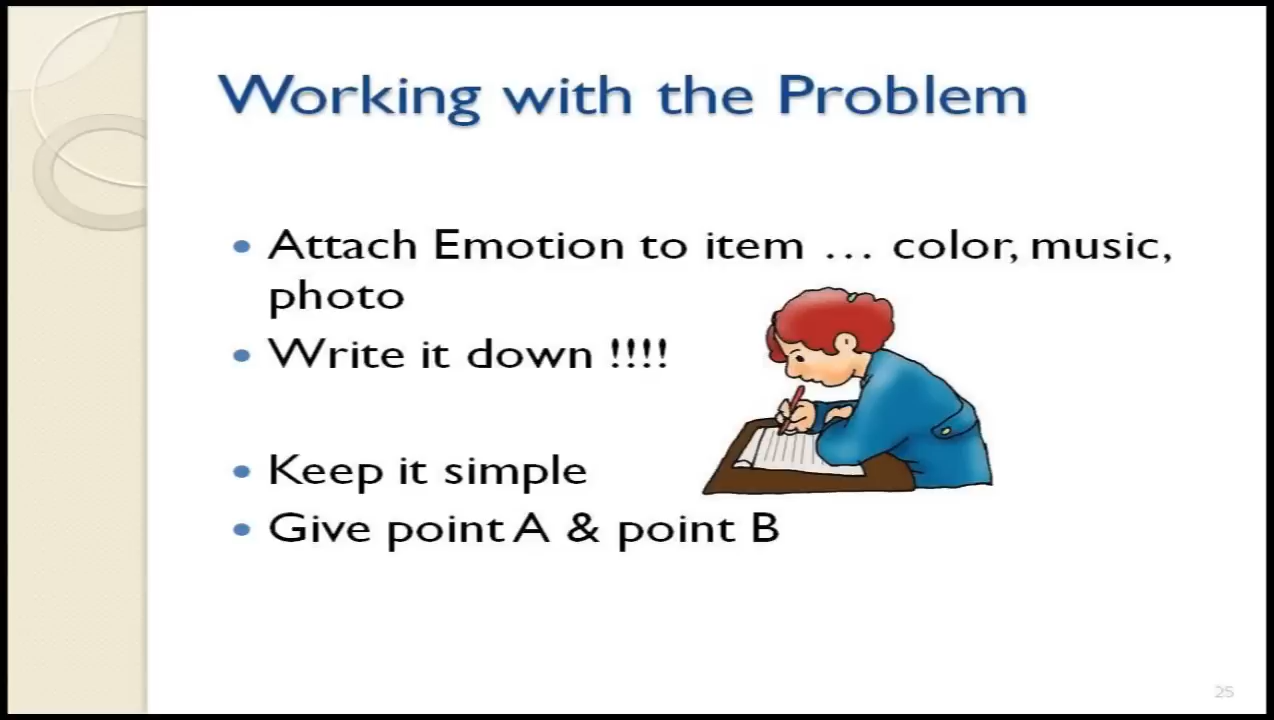 Working with the Problem
Attach Emotion to item … color, music,
photo
Write it down !!!!
Keep it simple
Give point A & point B
25